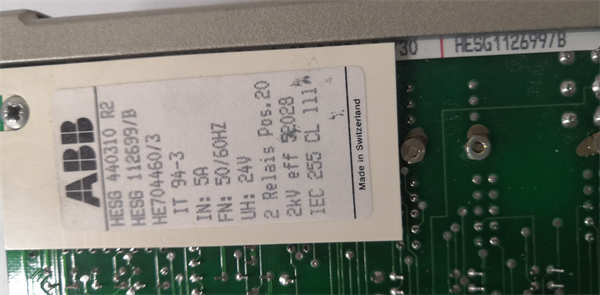 30 HESG112699/B
ABB
HESG 440310 R2
HESG 112699/B
HE704460/3
IT 94-3
IN: 5A
FN: 50/60HZ
UH: 24V
2 Relais Pos.20
2kV eff
IEC 255 CL 111
Made in Switzerland